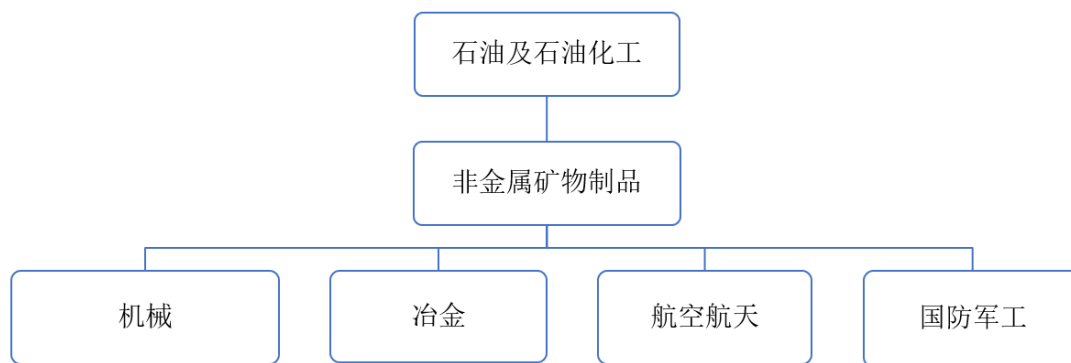 石油及石油化工
非金属矿物制品
机械
冶金
航空航天
国防军工